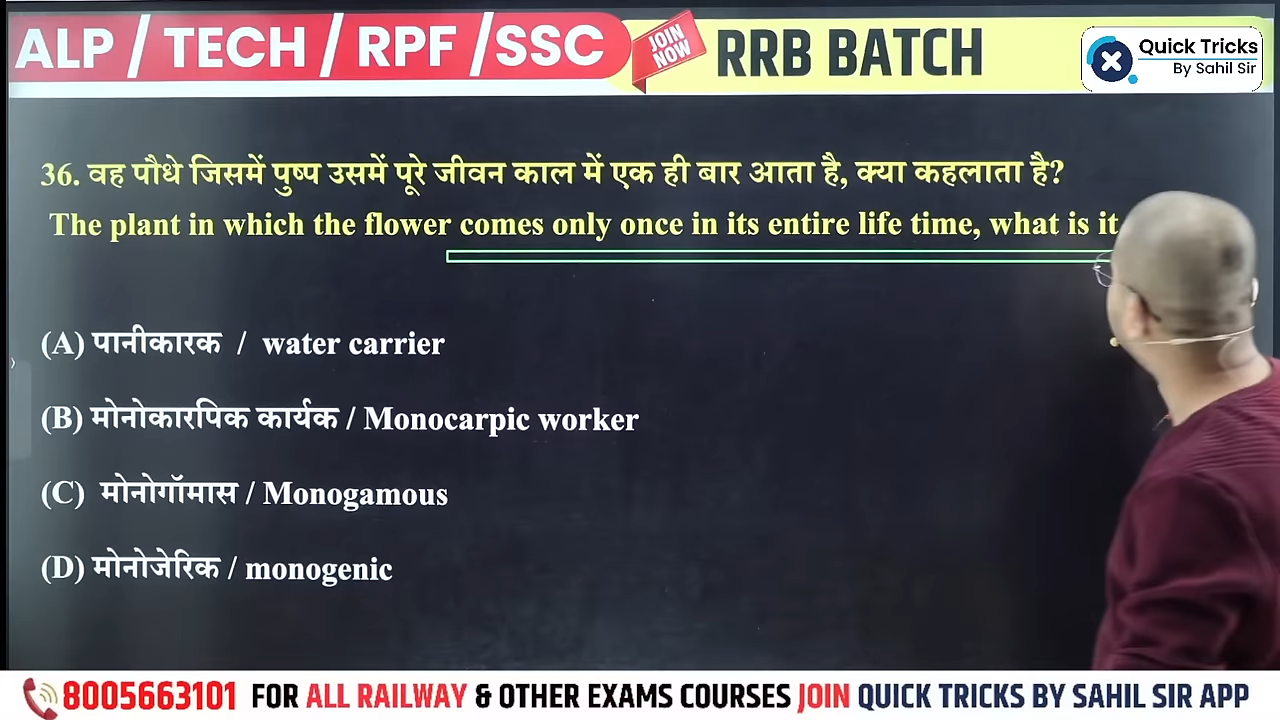 ALP / TECH / RPF / SSC
JOIN NOW
RRB BATCH
Quick Tricks
By Sahil Sir
36. वह पौधे जिसमें पुष्प उसमें पूरे जीवन काल में एक ही बार आता है, क्या कहलाता है?
The plant in which the flower comes only once in its entire life time, what is it
(A) पानीकारक / water carrier
(B) मोनोकारपिक कार्यक / Monocarpic worker
(C) मोनोगॉमास / Monogamous
(D) मोनोजेरिक / monogenic
8005663101 FOR ALL RAILWAY & OTHER EXAMS COURSES JOIN QUICK TRICKS BY SAHIL SIR APP